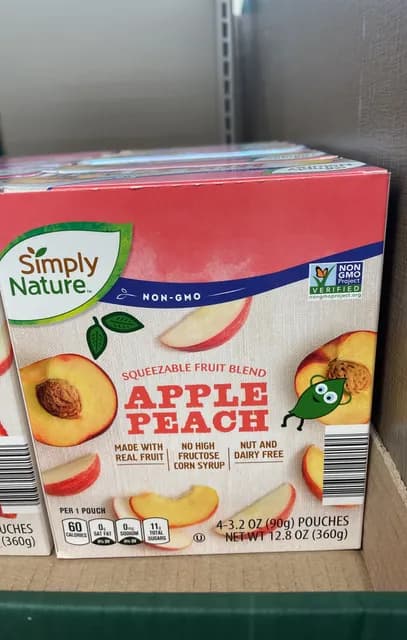 Simply
Nature™
NON-GMO
NON
GMO
Project
VERIFIED
nongmoproject.org
SQUEEZABLE FRUIT BLEND
APPLE
PEACH
MADE WITH
REAL FRUIT
NO HIGH
FRUCTOSE
CORN SYRUP
NUT AND
DAIRY FREE
PER 1 POUCH
60
CALORIES
0g
SAT FAT
0mg
SODIUM
11g
TOTAL
SUGARS
U
4-3.2 OZ (90g) POUCHES
NET WT 12.8 OZ (360g)
UCHES
(360g)